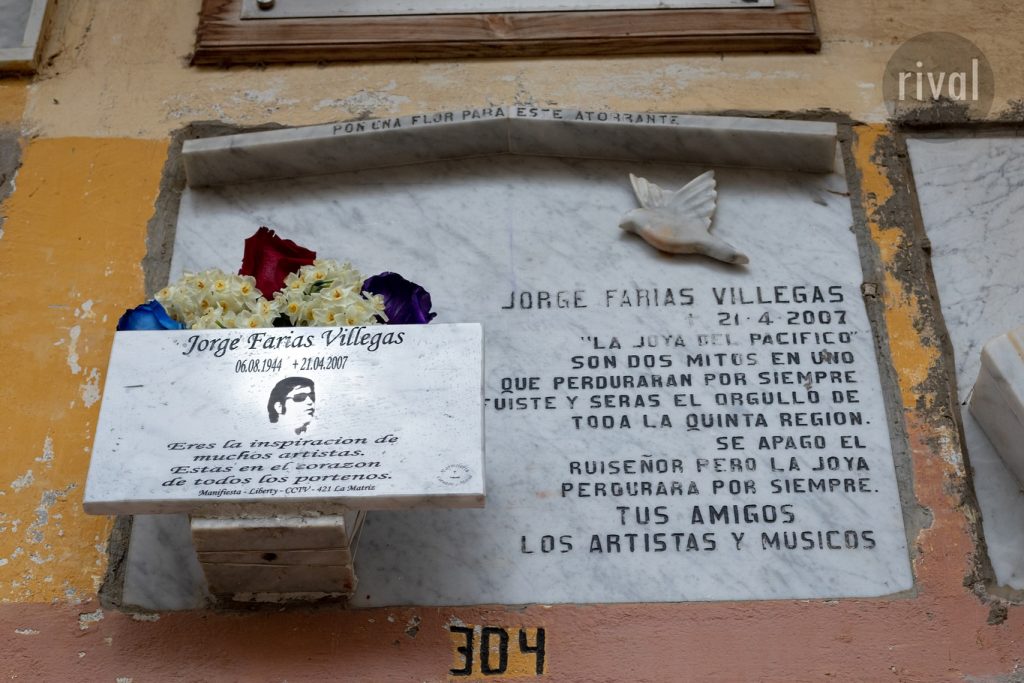 rival
PON UNA FLOR PARA ESTE ATORRANTE
JORGE FARIAS VILLEGAS
21·4·2007
"LA JOYA DEL PACIFICO"
SON DOS MITOS EN UNO
QUE PERDURARAN POR SIEMPRE
FUISTE Y SERAS EL ORGULLO DE
TODA LA QUINTA REGION.
SE APAGO EL
RUISEÑOR PERO LA JOYA
PERDURARA POR SIEMPRE.
TUS AMIGOS
LOS ARTISTAS Y MUSICOS
Jorge Farias Villegas
06.08.1944 +21.04.2007
Eres la inspiracion de
muchos artistas.
Estas en el corazon
de todos los portenos.
Manifiesta - Liberty - CCTV - 421 La Matriz
304